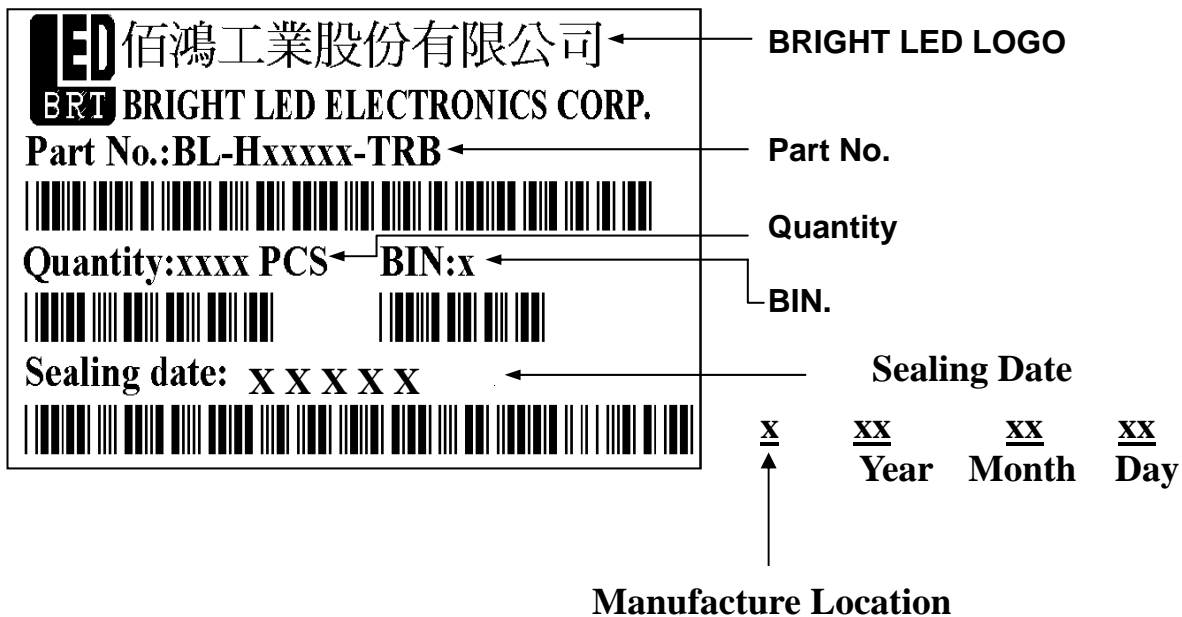 LED 佰鴻工業股份有限公司 BRIGHT LED LOGO
BRT BRIGHT LED ELECTRONICS CORP.
Part No.:BL-Hxxxxx-TRB Part No.
Quantity
Quantity:xxxx PCS BIN:x
BIN.
Sealing date: X X X X X Sealing Date
x xx xx xx
Year Month Day
Manufacture Location